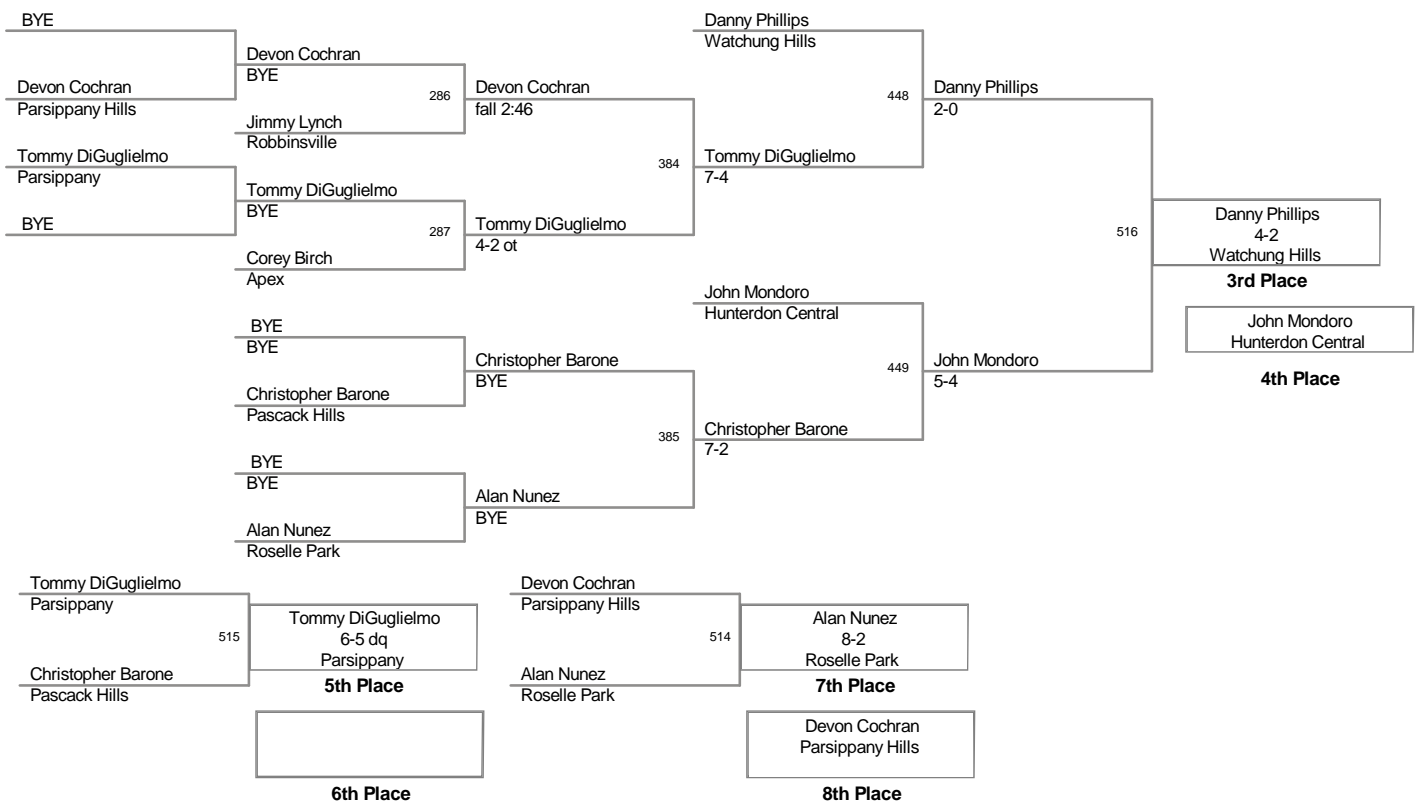 BYE
Devon Cochran
Parsippany Hills
Tommy DiGuglielmo
Parsippany
BYE
Devon Cochran
BYE
286
Jimmy Lynch
Robbinsville
Tommy DiGuglielmo
BYE
287
Corey Birch
Apex
BYE
BYE
Christopher Barone
Pascack Hills
BYE
BYE
Alan Nunez
Roselle Park
Devon Cochran
fall 2:46
384
Tommy DiGuglielmo
4-2 ot
Christopher Barone
BYE
385
Alan Nunez
BYE
Danny Phillips
Watchung Hills
448
Tommy DiGuglielmo
7-4
John Mondoro
Hunterdon Central
449
Christopher Barone
7-2
Danny Phillips
2-0
516
John Mondoro
5-4
Danny Phillips
4-2
Watchung Hills
3rd Place
John Mondoro
Hunterdon Central
4th Place
Tommy DiGuglielmo
Parsippany
515
Christopher Barone
Pascack Hills
Tommy DiGuglielmo
6-5 dq
Parsippany
5th Place
6th Place
Devon Cochran
Parsippany Hills
514
Alan Nunez
Roselle Park
Alan Nunez
8-2
Roselle Park
7th Place
Devon Cochran
Parsippany Hills
8th Place